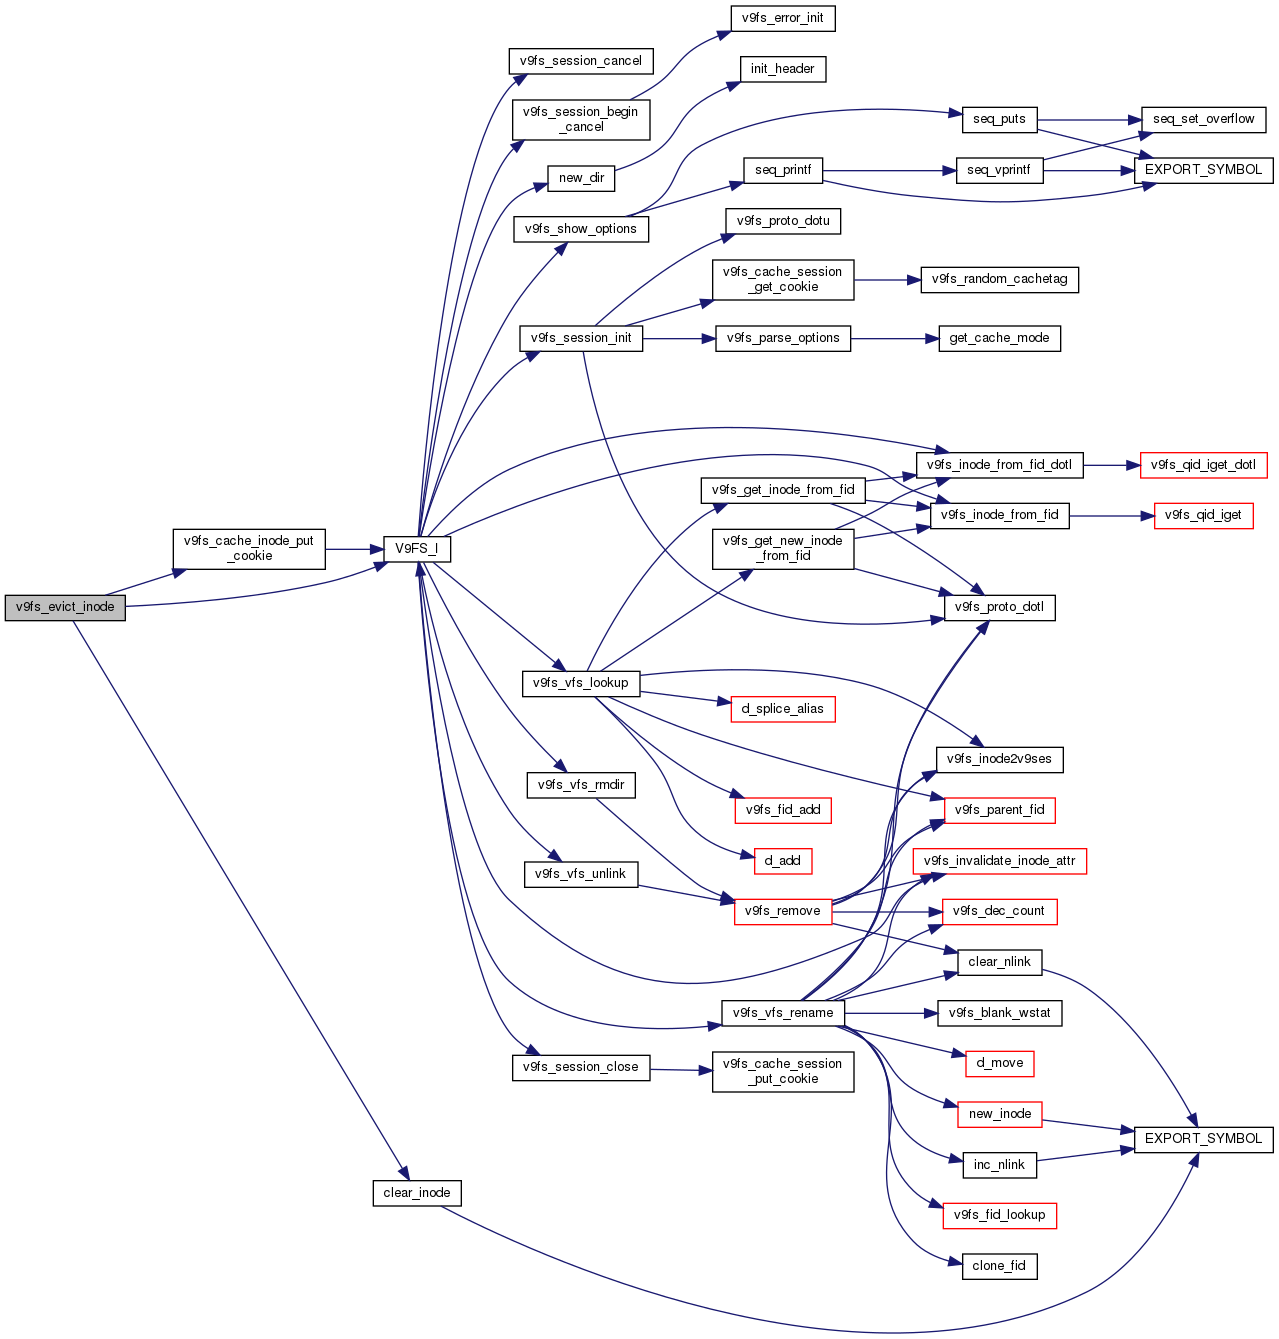 v9fs_error_init
v9fs_session_cancel
init_header
v9fs_session_begin
_cancel
seq_puts
seq_set_overflow
new_dir
seq_printf
seq_vprintf
EXPORT_SYMBOL
v9fs_show_options
v9fs_proto_dotu
v9fs_cache_session
_get_cookie
v9fs_random_cachetag
v9fs_session_init
v9fs_parse_options
get_cache_mode
v9fs_inode_from_fid_dotl
v9fs_qid_iget_dotl
v9fs_get_inode_from_fid
v9fs_inode_from_fid
v9fs_qid_iget
v9fs_cache_inode_put
_cookie
V9FS_I
v9fs_get_new_inode
_from_fid
v9fs_evict_inode
v9fs_proto_dotl
v9fs_vfs_lookup
d_splice_alias
v9fs_inode2v9ses
v9fs_vfs_rmdir
v9fs_fid_add
v9fs_parent_fid
d_add
v9fs_invalidate_inode_attr
v9fs_vfs_unlink
v9fs_remove
v9fs_dec_count
clear_nlink
v9fs_vfs_rename
v9fs_blank_wstat
v9fs_session_close
v9fs_cache_session
_put_cookie
d_move
new_inode
EXPORT_SYMBOL
inc_nlink
clear_inode
v9fs_fid_lookup
clone_fid